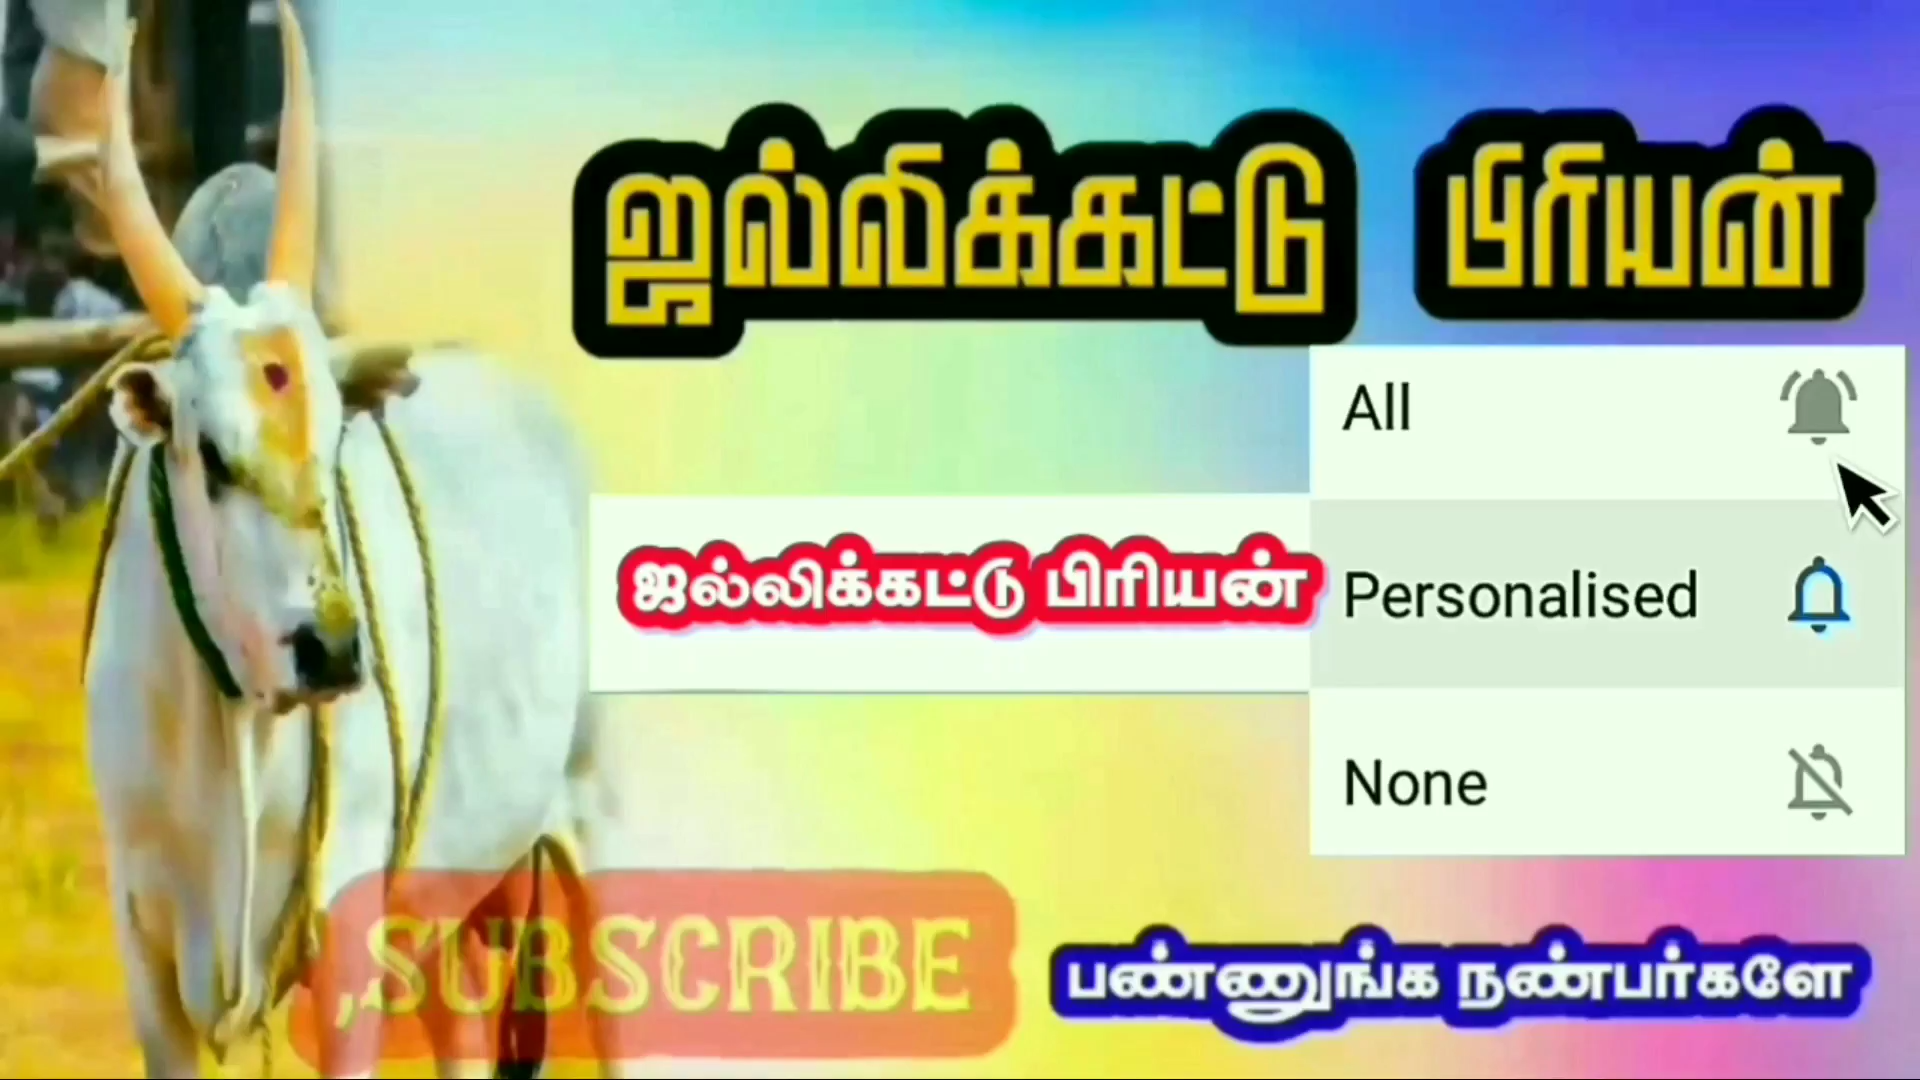 ஜல்லிக்கட்டு பிரியன்
All
ஜல்லிக்கட்டு பிரியன்
Personalised
None
,SUBSCRIBE
பண்ணுங்க நண்பர்களே